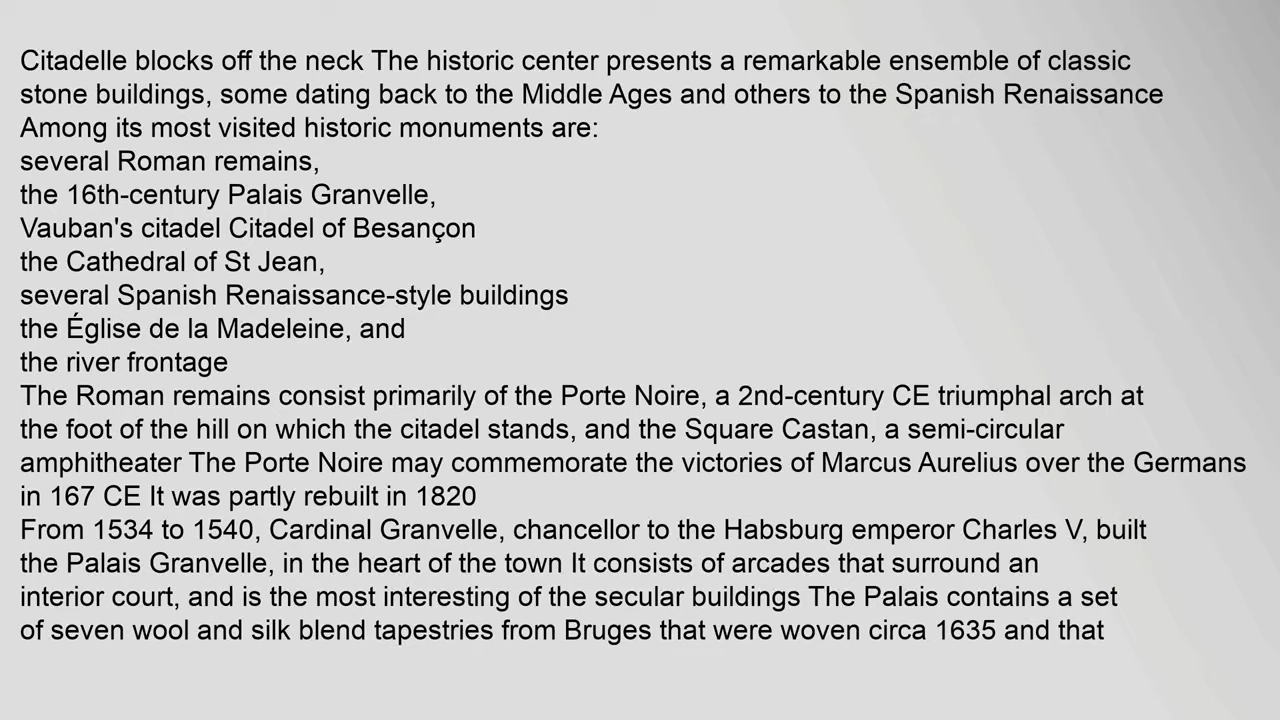 Citadelle blocks off the neck The historic center presents a remarkable ensemble of classic
stone buildings, some dating back to the Middle Ages and others to the Spanish Renaissance
Among its most visited historic monuments are:
several Roman remains,
the 16th-century Palais Granvelle,
Vauban's citadel Citadel of Besançon
the Cathedral of St Jean,
several Spanish Renaissance-style buildings
the Église de la Madeleine, and
the river frontage
The Roman remains consist primarily of the Porte Noire, a 2nd-century CE triumphal arch at
the foot of the hill on which the citadel stands, and the Square Castan, a semi-circular
amphitheater The Porte Noire may commemorate the victories of Marcus Aurelius over the Germans
in 167 CE It was partly rebuilt in 1820
From 1534 to 1540, Cardinal Granvelle, chancellor to the Habsburg emperor Charles V, built
the Palais Granvelle, in the heart of the town It consists of arcades that surround an
interior court, and is the most interesting of the secular buildings The Palais contains a set
of seven wool and silk blend tapestries from Bruges that were woven circa 1635 and that